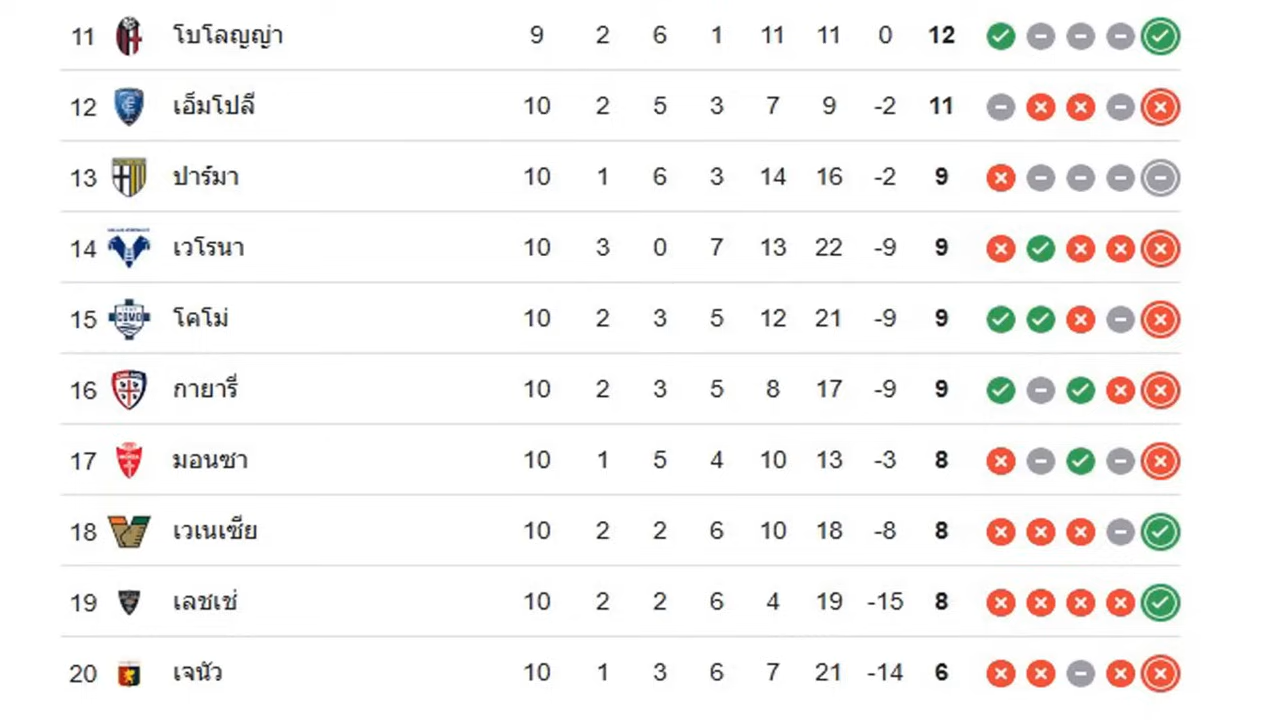 11 โบโลญญ่า 9 2 6 1 11 11 0 12
12 เอ็มโปลี 10 2 5 3 7 9 -2 11
13 ปาร์มา 10 1 6 3 14 16 -2 9
14 เวโรนา 10 3 0 7 13 22 -9 9
15 โคโม่ 10 2 3 5 12 21 -9 9
16 กายารี่ 10 2 3 5 8 17 -9 9
17 มอนซา 10 1 5 4 10 13 -3 8
18 เวเนเซีย 10 2 2 6 10 18 -8 8
19 เลชเช่ 10 2 2 6 4 19 -15 8
20 เจนัว 10 1 3 6 7 21 -14 6